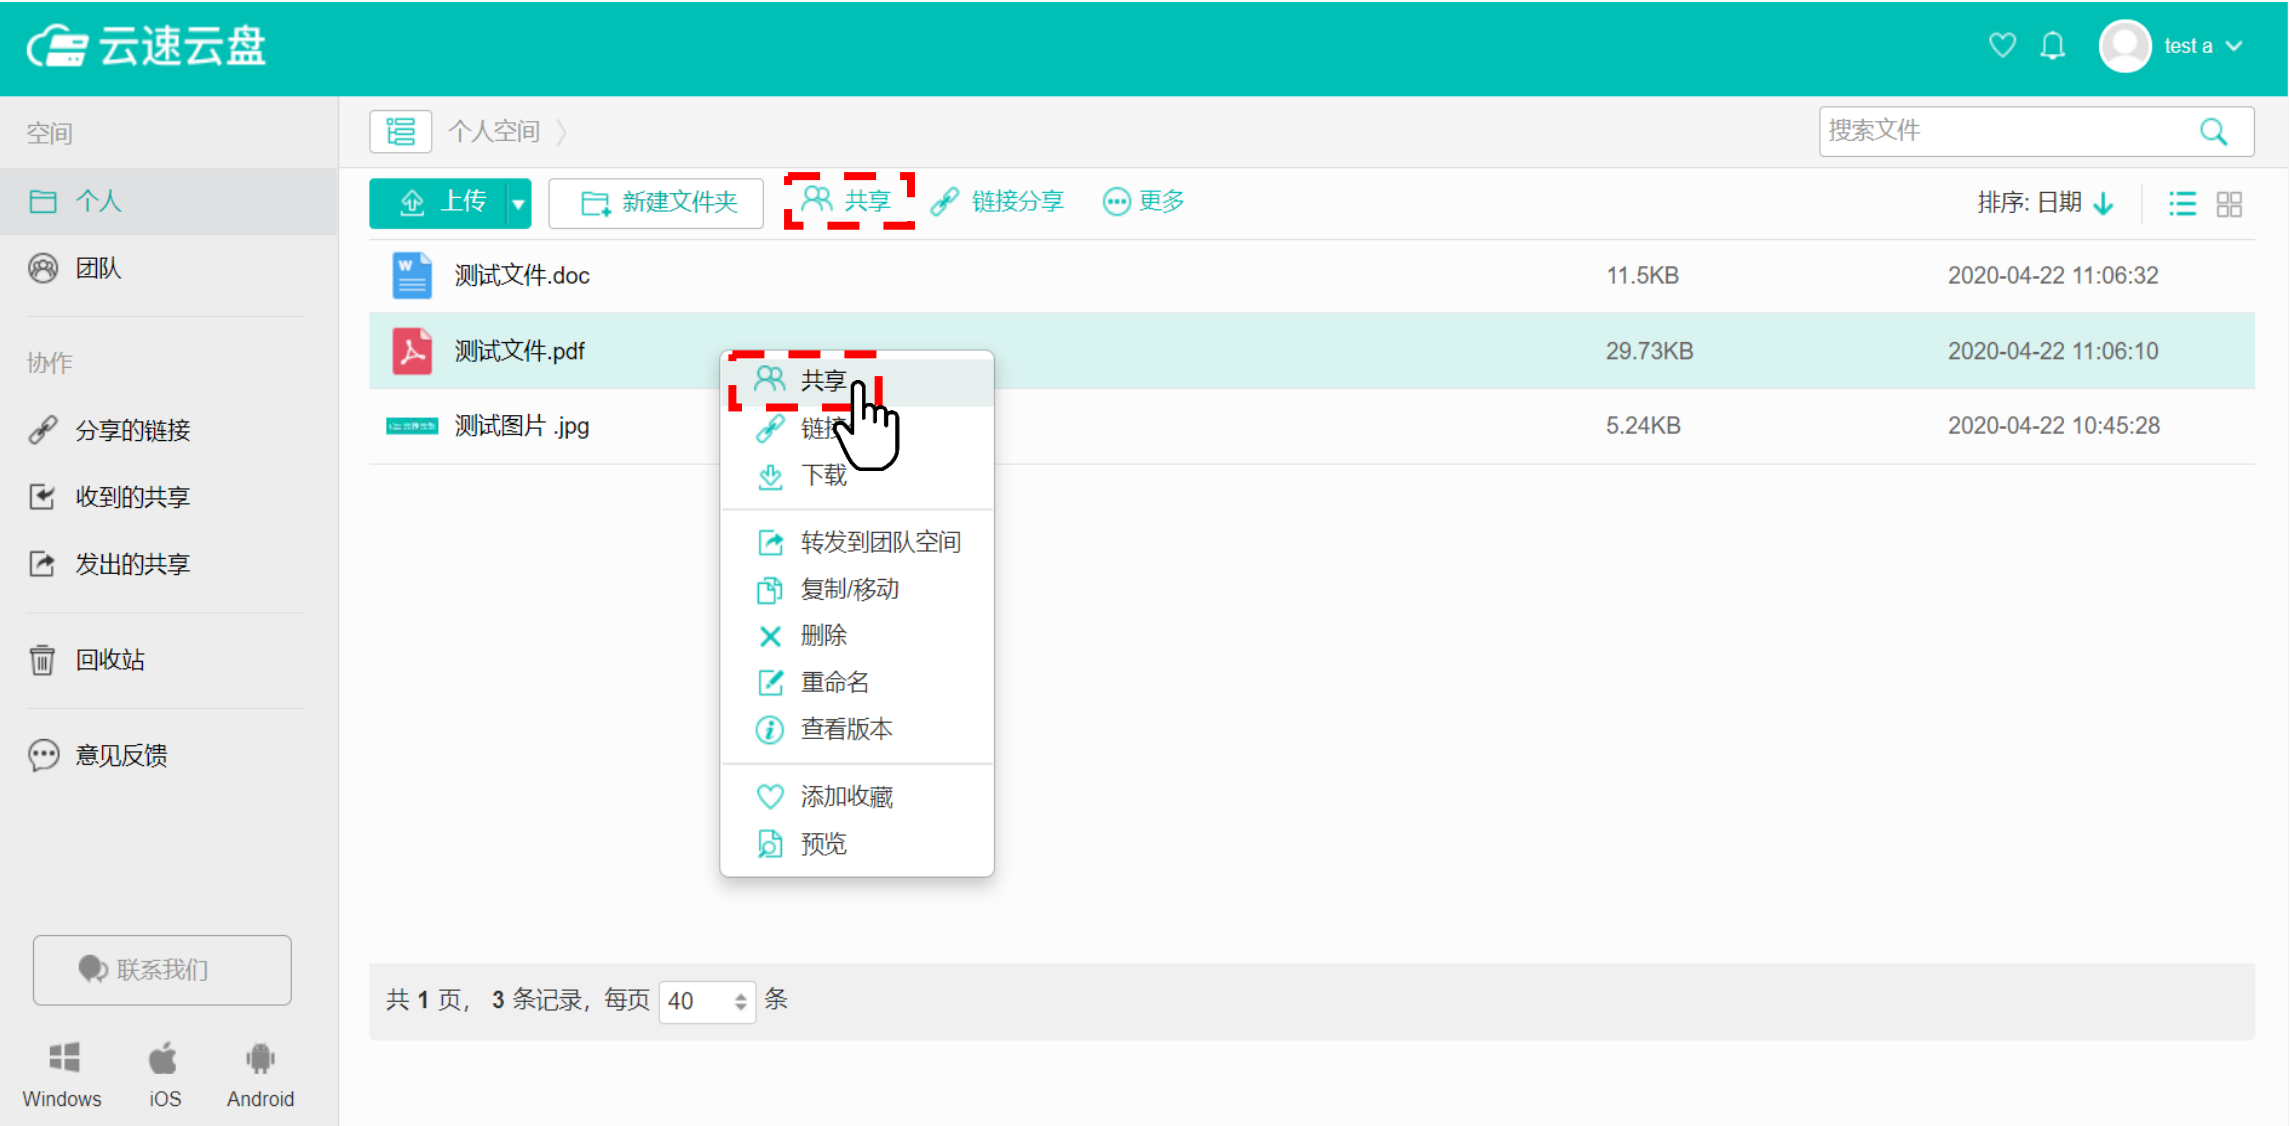 云速云盘
test a
空间
个人空间
搜索文件
个人
上传
新建文件夹
共享
链接分享
更多
排序: 日期
团队
测试文件.doc
11.5KB
2020-04-22 11:06:32
测试文件.pdf
29.73KB
2020-04-22 11:06:10
测试图片 .jpg
5.24KB
2020-04-22 10:45:28
协作
分享的链接
收到的共享
发出的共享
回收站
意见反馈
共享
链接
下载
转发到团队空间
复制/移动
删除
重命名
查看版本
添加收藏
预览
联系我们
共 1 页， 3 条记录，每页 40 条
Windows
iOS
Android